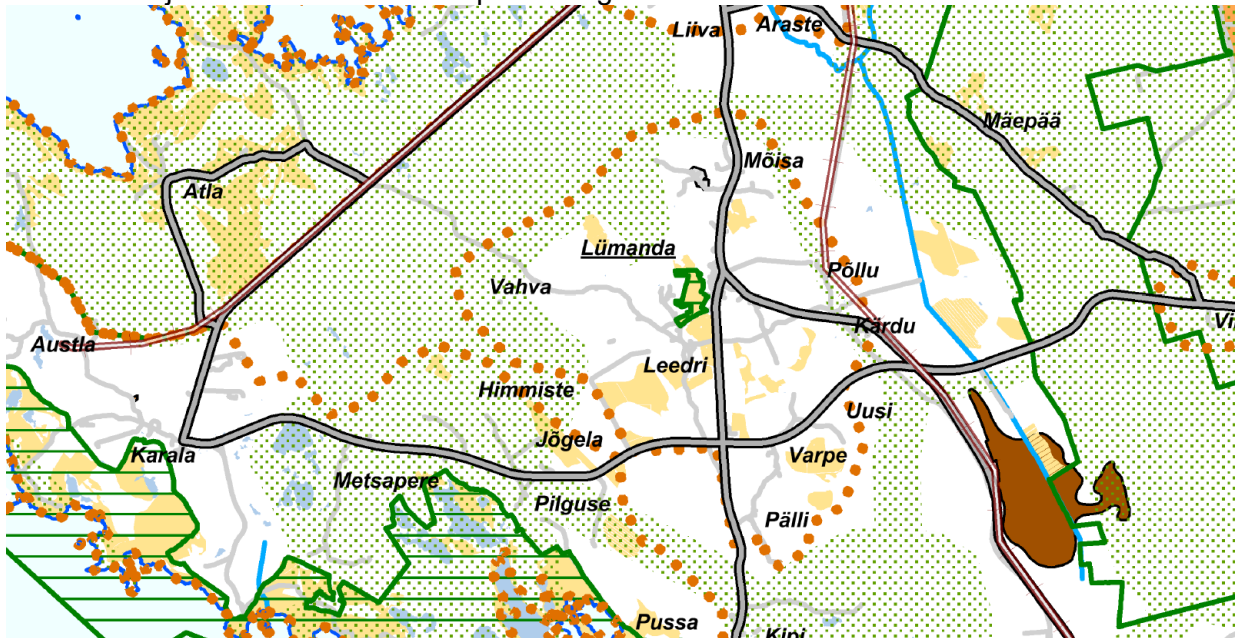 Liiva
Araste
Mäepää
Mõisa
Atla
Lümanda
Põllu
Vahva
Kärdu
Austla
Leedri
Himmiste
Uusi
Jõgela
Karala
Varpe
Metsapere
Pilguse
Pälli
Pussa